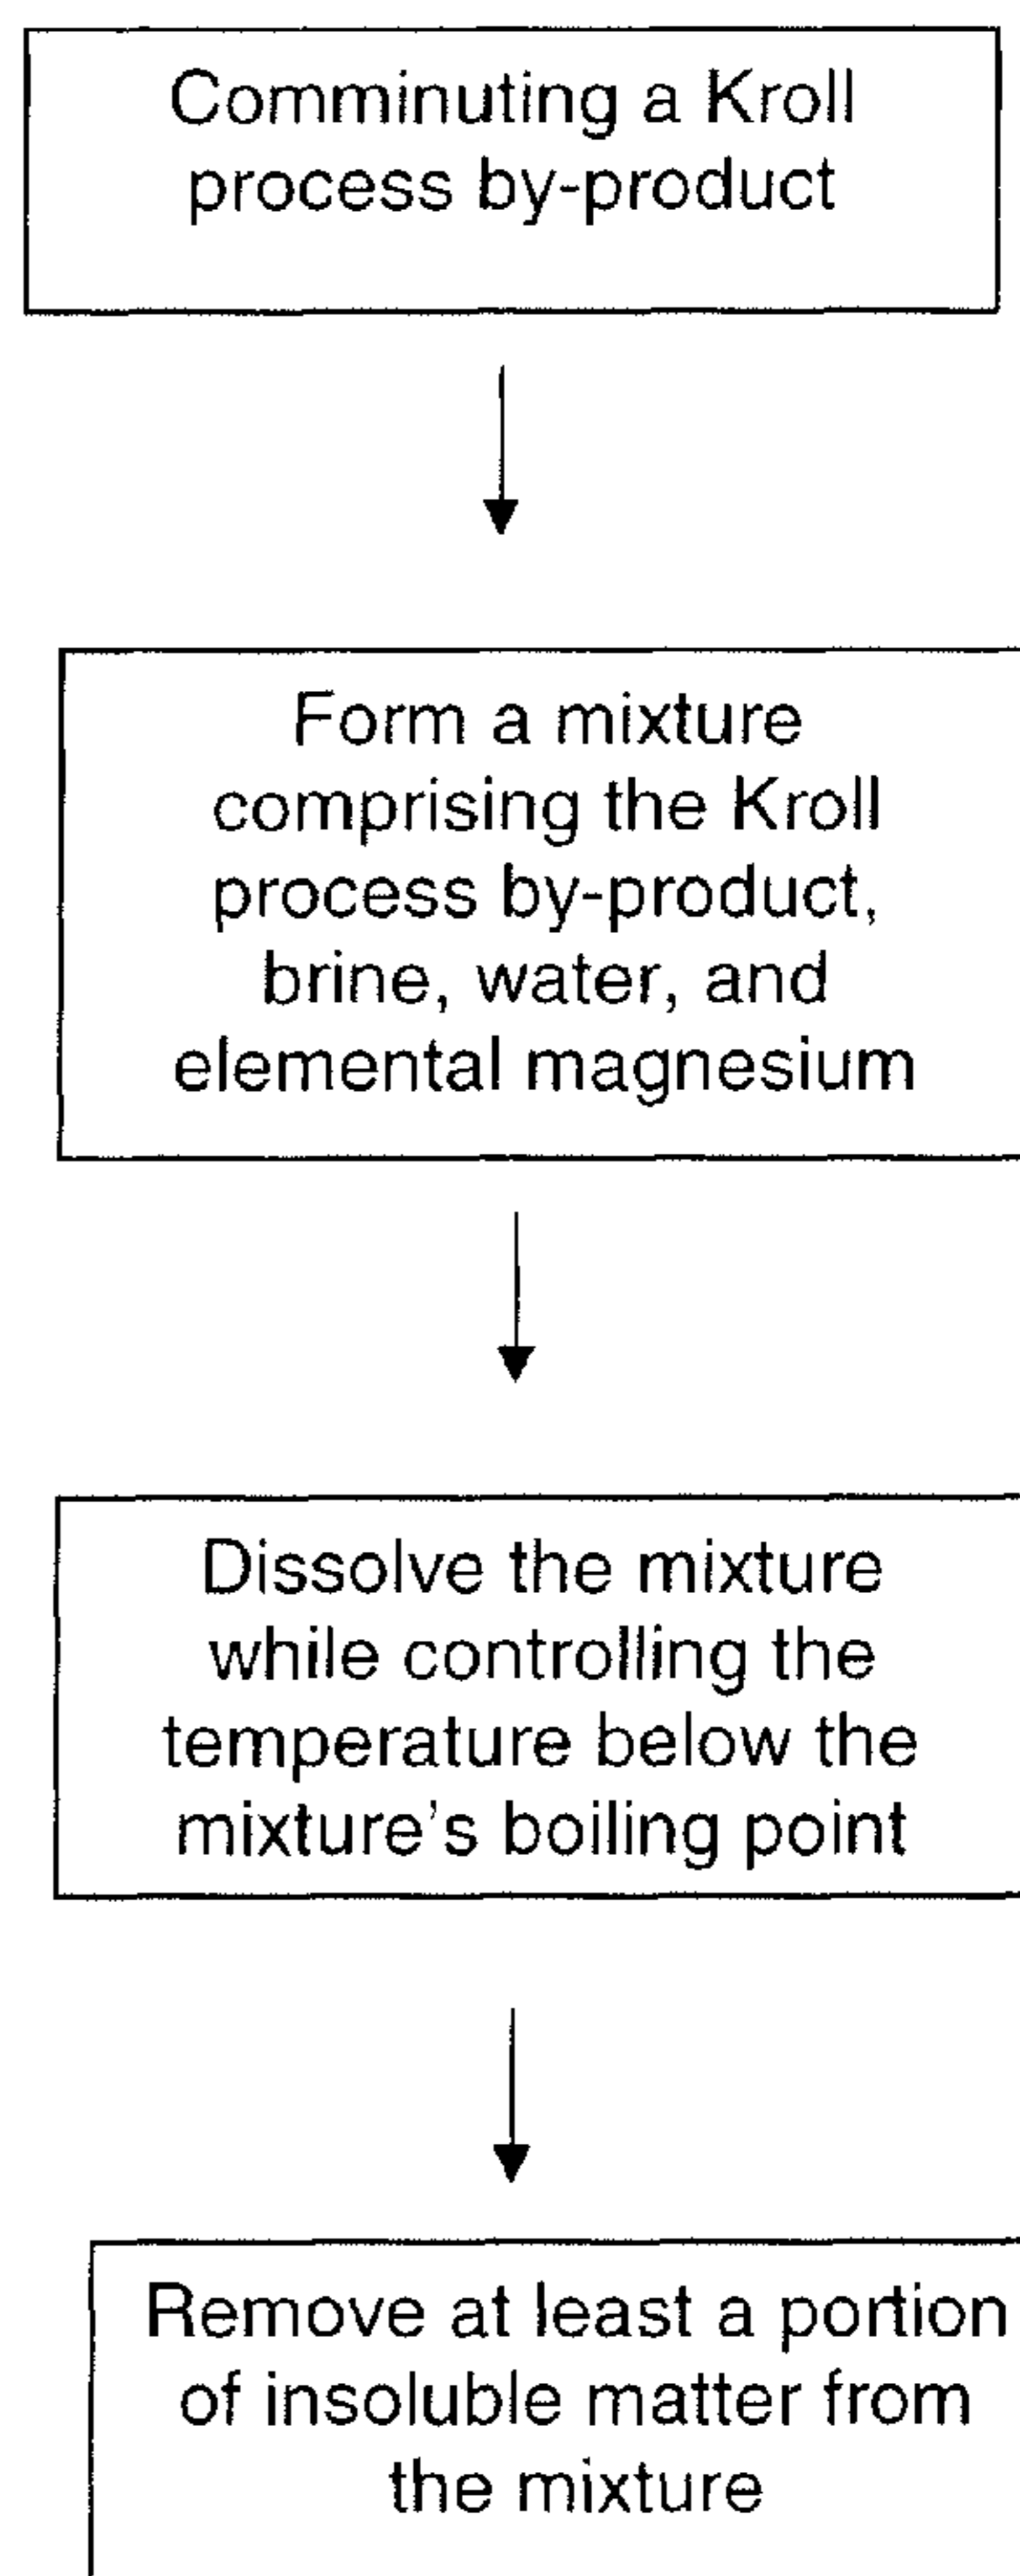 Comminuting a Kroll
process by-product
Form a mixture
comprising the Kroll
process by-product,
brine, water, and
elemental magnesium
Dissolve the mixture
while controlling the
temperature below the
mixture's boiling point
Remove at least a portion
of insoluble matter from
the mixture